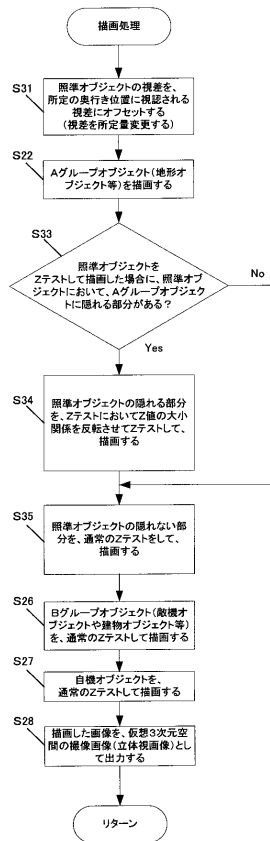 描画処理
S31
照準オブジェクトの視差を、
所定の奥行き位置に視認される
視差にオフセットする
(視差を所定量変更する)
S22
Aグループオブジェクト(地形オ
ブジェクト等)を描画する
S33
照準オブジェクトを
Zテストして描画した場合に、照準オ
ブジェクトにおいて、Aグループオブジェク
トに隠れる部分がある?
No
Yes
S34
照準オブジェクトの隠れる部分
を、ZテストにおいてZ値の大小
関係を反転させてZテストして、
描画する
S35
照準オブジェクトの隠れない部
分を、通常のZテストをして、
描画する
S26
Bグループオブジェクト(敵機オ
ブジェクトや建物オブジェクト等)
を、通常のZテストして描画する
S27
自機オブジェクトを、
通常のZテストして描画する
S28
描画した画像を、仮想3次元空
間の撮像画像(立体視画像)とし
て出力する
リターン